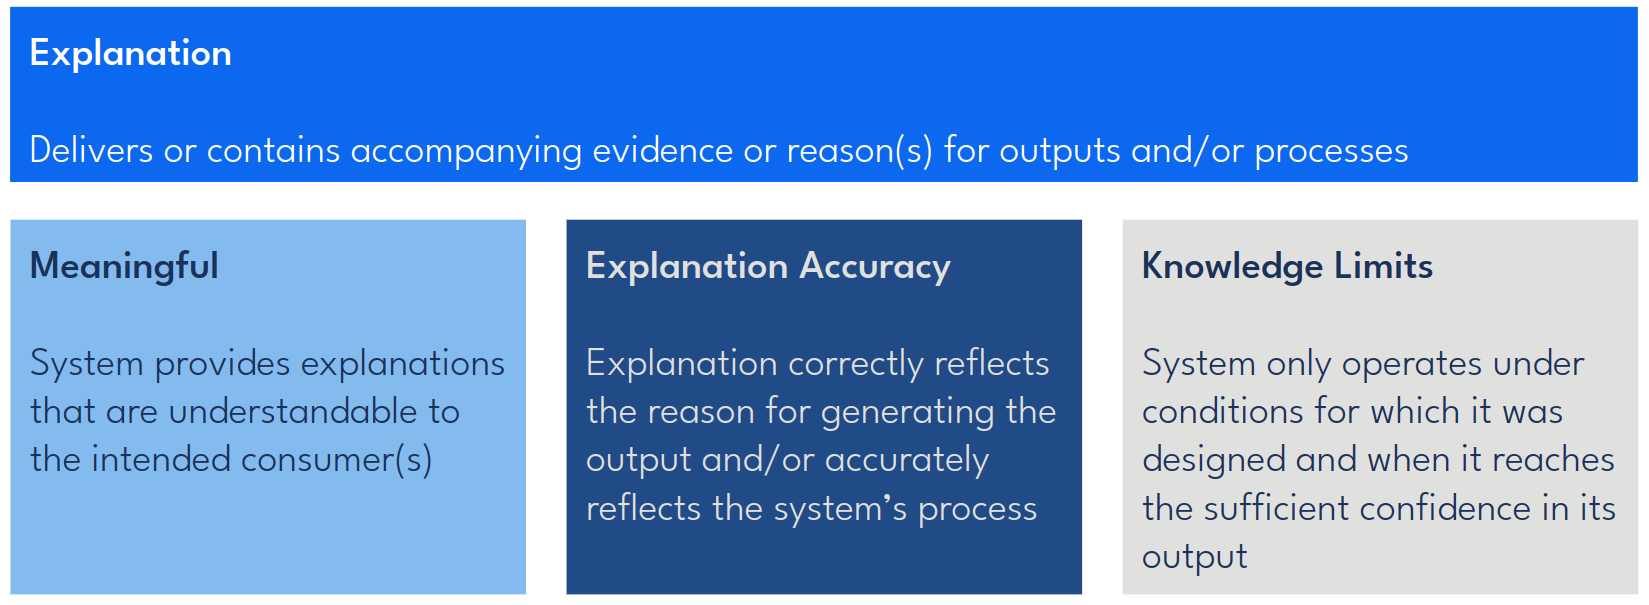 Explanation
Delivers or contains accompanying evidence or reason(s) for outputs and/or processes
Meaningful
System provides explanations
that are understandable to
the intended consumer(s)
Explanation Accuracy
Explanation correctly reflects
the reason for generating the
output and/or accurately
reflects the system’s process
Knowledge Limits
System only operates under
conditions for which it was
designed and when it reaches
the sufficient confidence in its
output